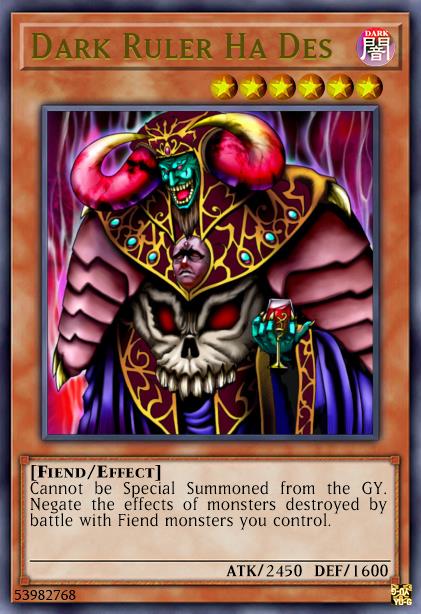 DARK RULER HA DES
DARK
闇
[FIEND/EFFECT]
Cannot be Special Summoned from the GY.
Negate the effects of monsters destroyed by
battle with Fiend monsters you control.
ATK/2450 DEF/1600
53982768